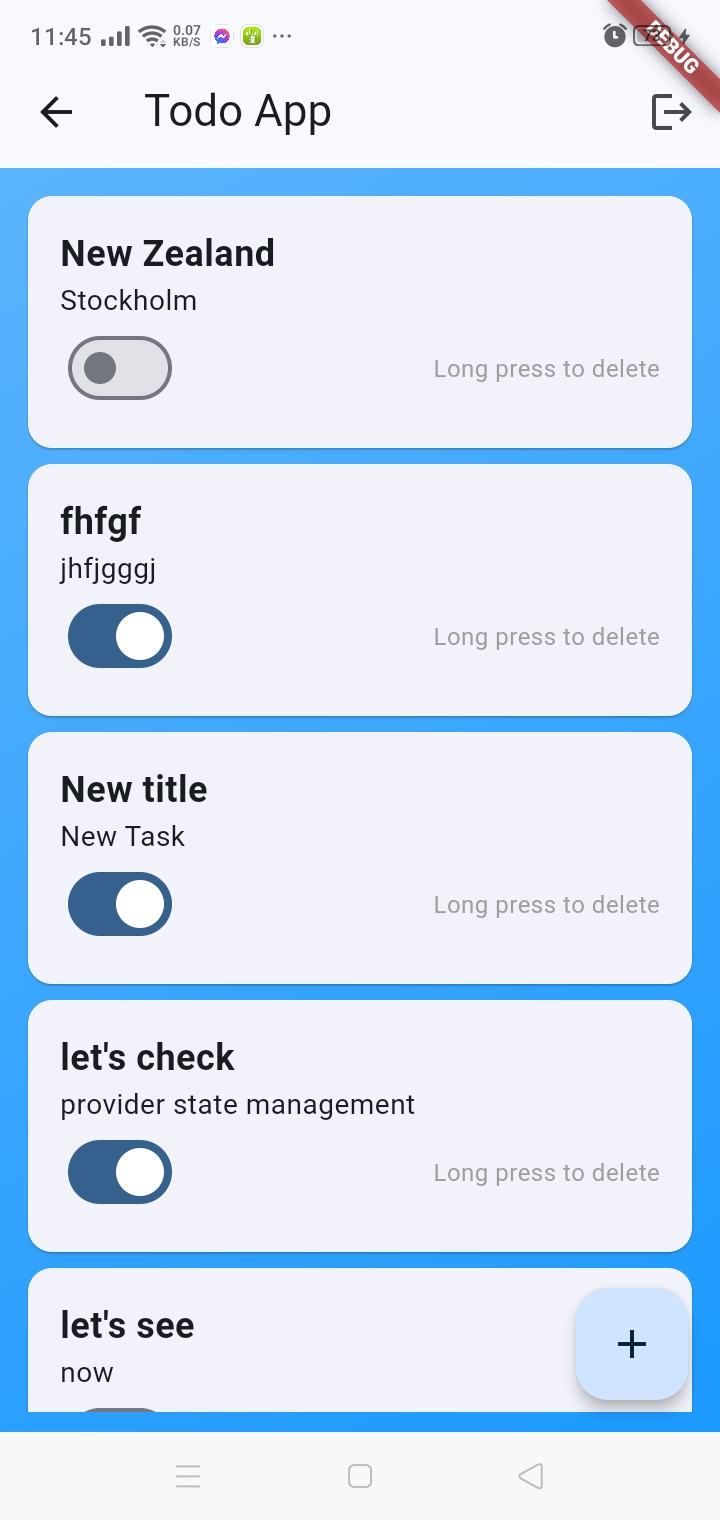 11:45 0.07
KB/S
DEBUG
Todo App
New Zealand
Stockholm
Long press to delete
fhfgf
jhfjgggj
Long press to delete
New title
New Task
Long press to delete
let's check
provider state management
Long press to delete
let's see
now